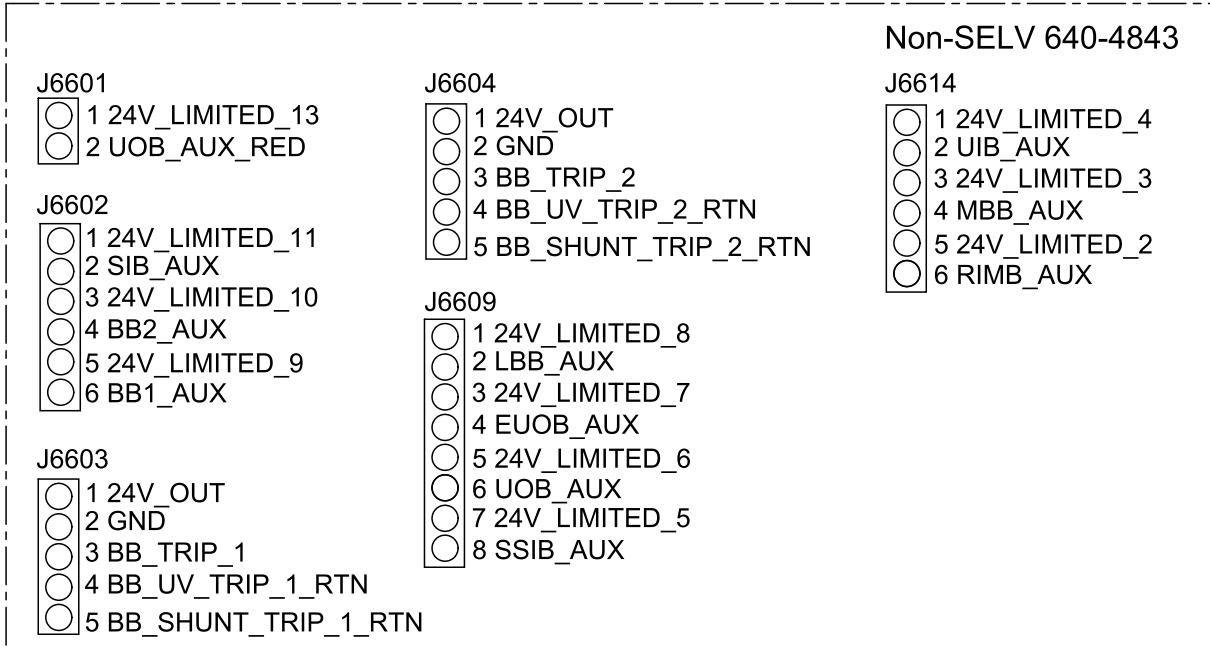 Non-SELV 640-4843
J6601
1 24V_LIMITED_13
2 UOB_AUX_RED
J6602
1 24V_LIMITED_11
2 SIB_AUX
3 24V_LIMITED_10
4 BB2_AUX
5 24V_LIMITED_9
6 BB1_AUX
J6603
1 24V_OUT
2 GND
3 BB_TRIP_1
4 BB_UV_TRIP_1_RTN
5 BB_SHUNT_TRIP_1_RTN
J6604
1 24V_OUT
2 GND
3 BB_TRIP_2
4 BB_UV_TRIP_2_RTN
5 BB_SHUNT_TRIP_2_RTN
J6609
1 24V_LIMITED_8
2 LBB_AUX
3 24V_LIMITED_7
4 EUOB_AUX
5 24V_LIMITED_6
6 UOB_AUX
7 24V_LIMITED_5
8 SSIB_AUX
J6614
1 24V_LIMITED_4
2 UIB_AUX
3 24V_LIMITED_3
4 MBB_AUX
5 24V_LIMITED_2
6 RIMB_AUX